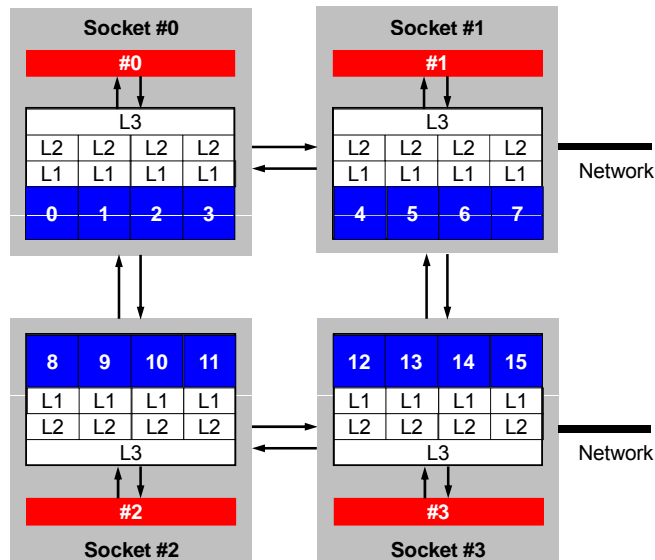 Socket #0
#0
L3
L2 L2 L2 L2
L1 L1 L1 L1
0 1 2 3
Socket #1
#1
L3
L2 L2 L2 L2
L1 L1 L1 L1
4 5 6 7
Network
8 9 10 11
L1 L1 L1 L1
L2 L2 L2 L2
L3
#2
Socket #2
12 13 14 15
L1 L1 L1 L1
L2 L2 L2 L2
L3
#3
Socket #3
Network